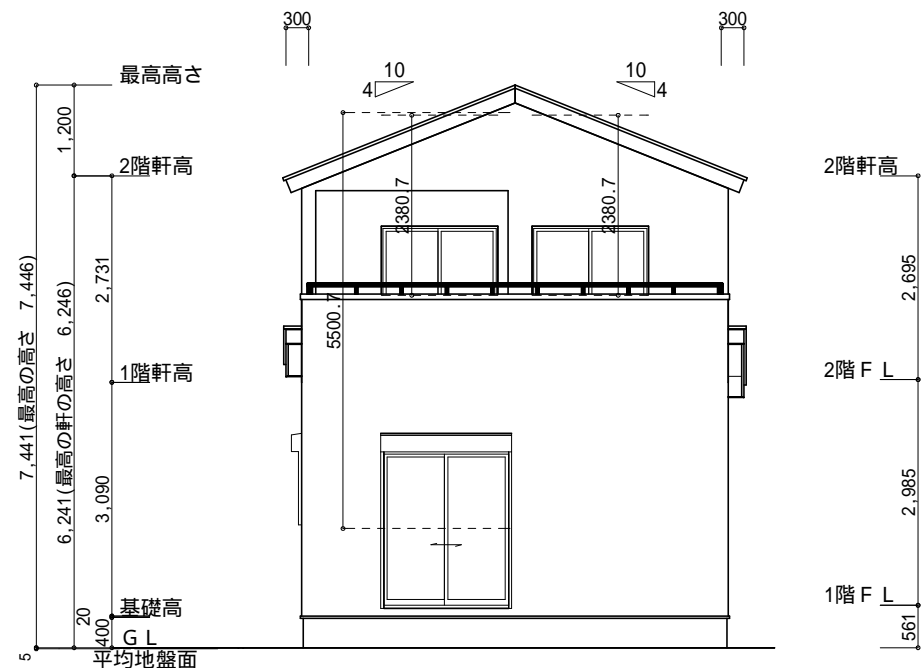 300
300
10
4
10
4
最高高さ
1,200
2階軒高
2階軒高
2380.7
2380.7
7,441(最高の高さ 7,446)
6,241(最高の軒の高さ 6,246)
2,731
2,695
5500.7
1階軒高
2階ＦＬ
3,090
2,985
基礎高
1階ＦＬ
20
400
ＧＬ
561
5
平均地盤面